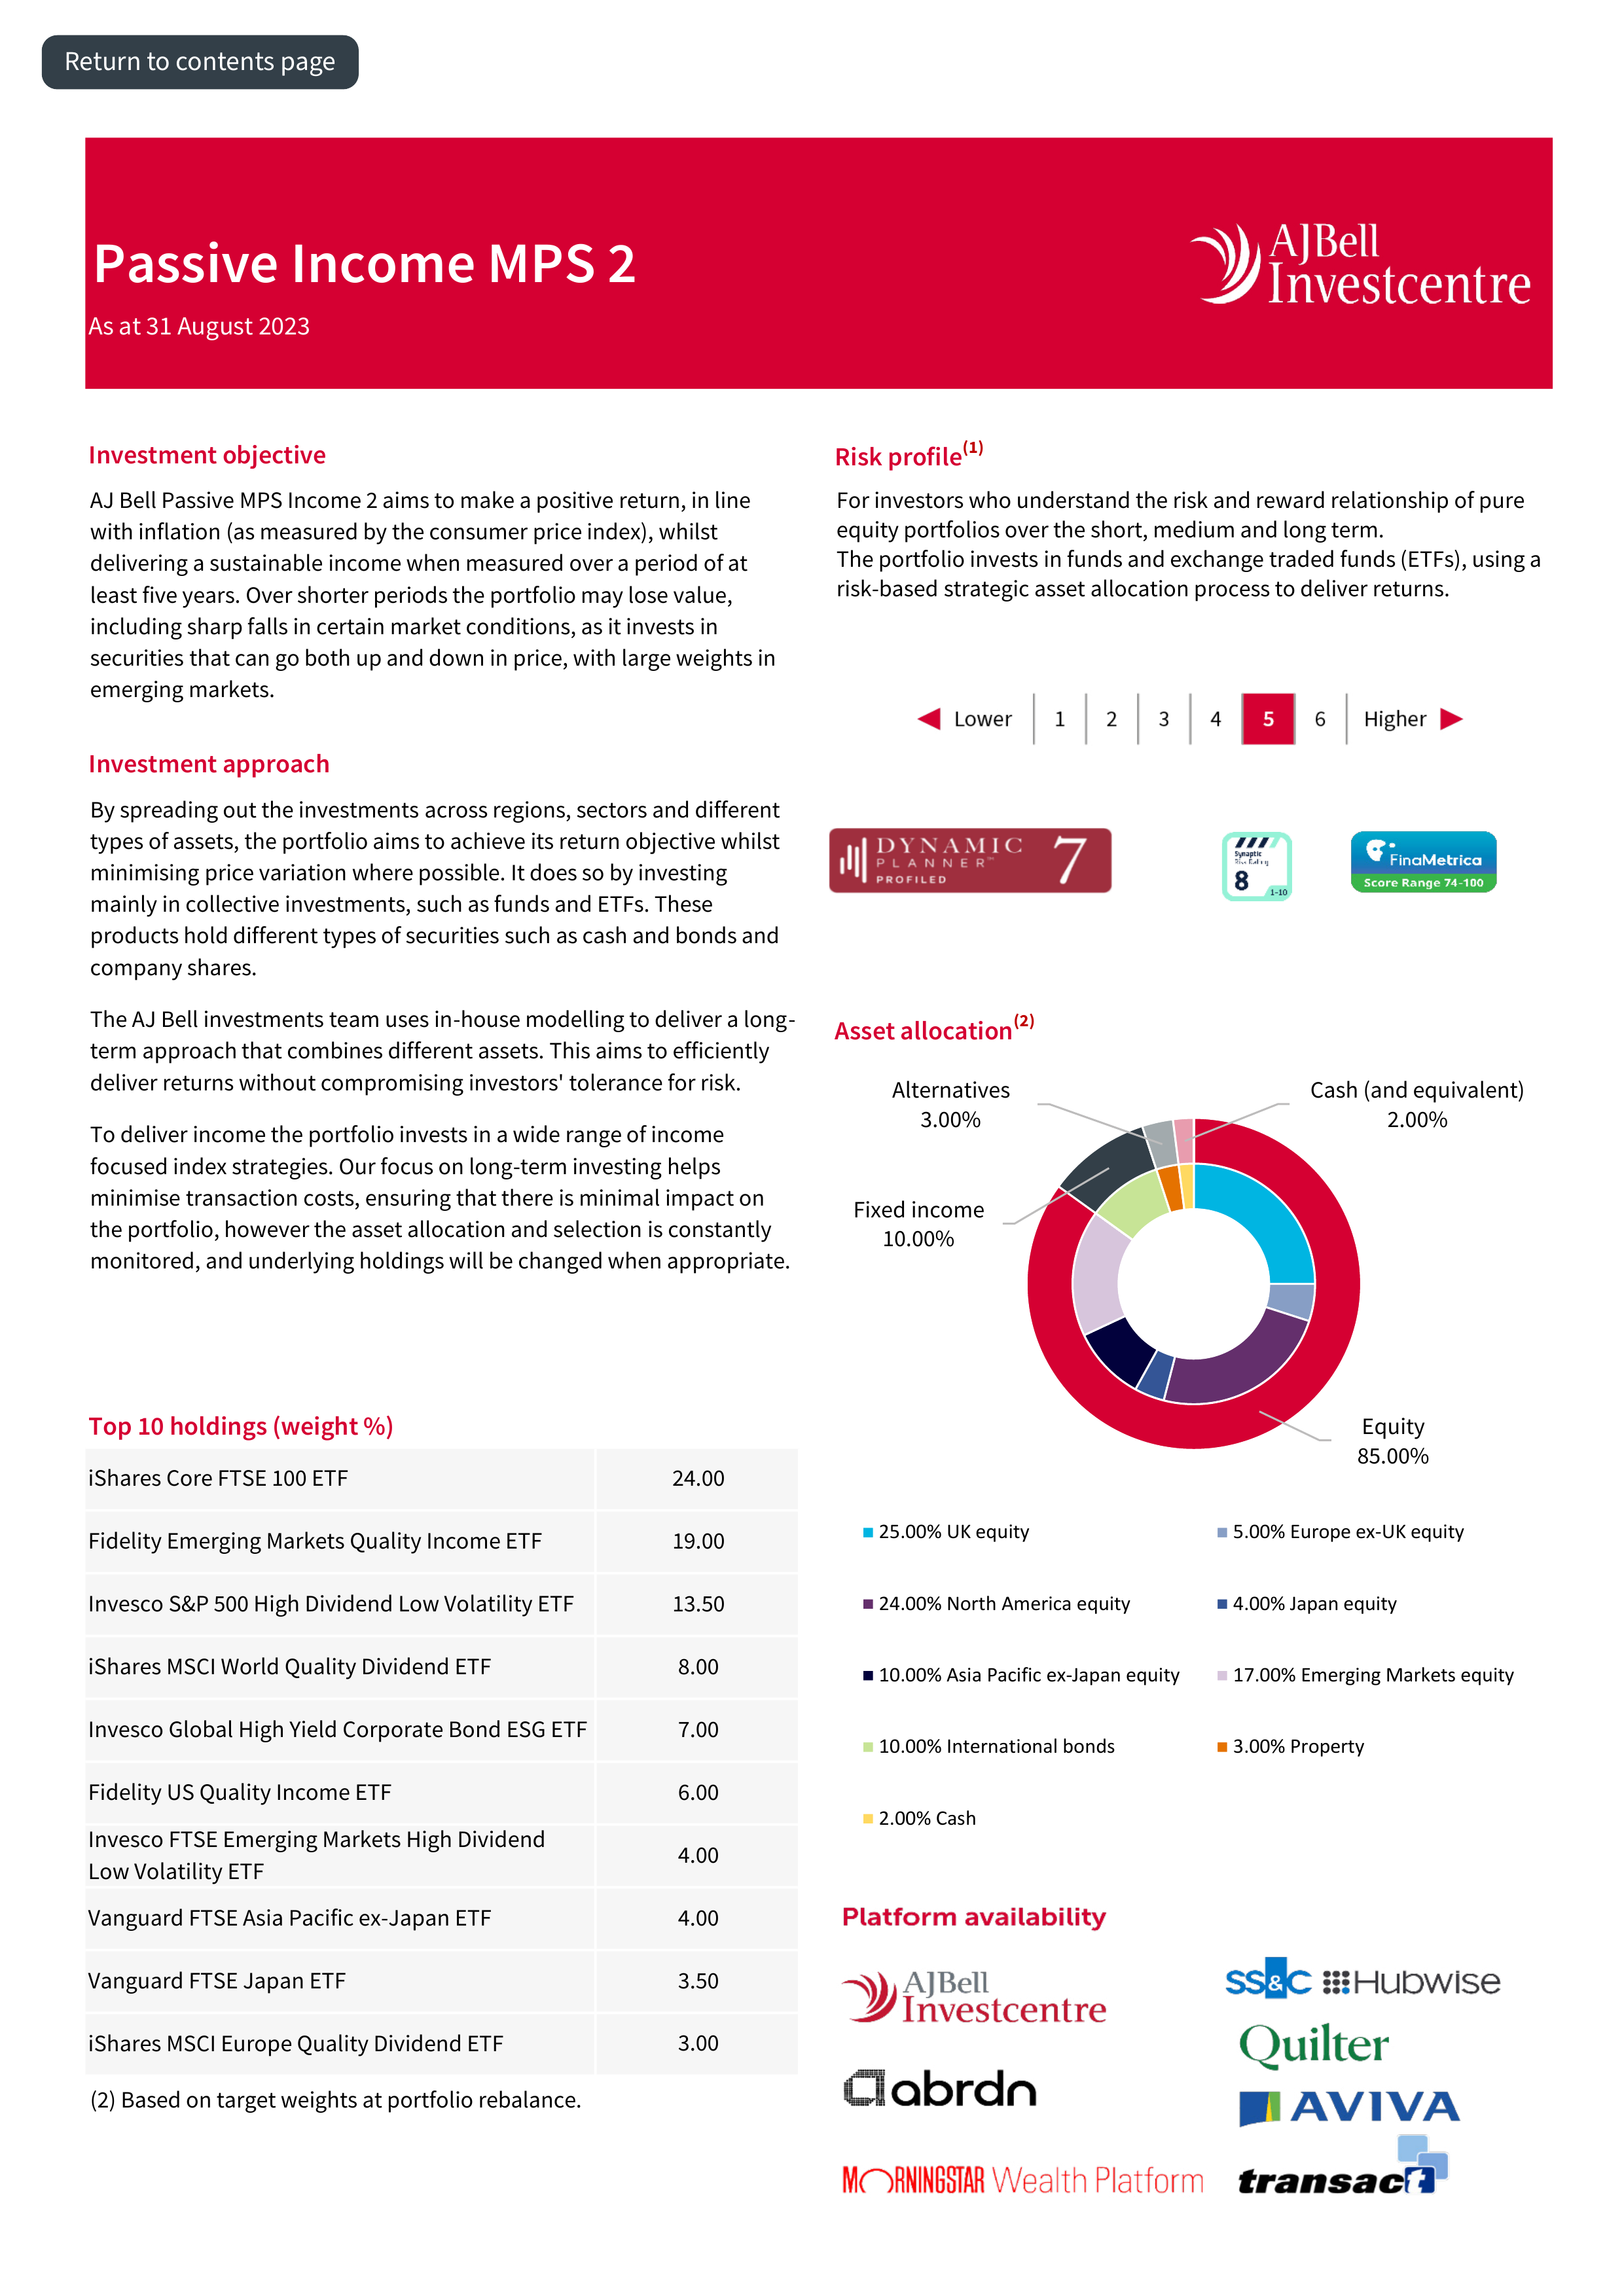 Return to contents page
Passive Income MPS 2
As at 31 August 2023
AJBell
Investcentre
Investment objective
AJ Bell Passive MPS Income 2 aims to make a positive return, in line
with inflation (as measured by the consumer price index), whilst
delivering a sustainable income when measured over a period of at
least five years. Over shorter periods the portfolio may lose value,
including sharp falls in certain market conditions, as it invests in
securities that can go both up and down in price, with large weights in
emerging markets.
Investment approach
By spreading out the investments across regions, sectors and different
types of assets, the portfolio aims to achieve its return objective whilst
minimising price variation where possible. It does so by investing
mainly in collective investments, such as funds and ETFs. These
products hold different types of securities such as cash and bonds and
company shares.
The AJ Bell investments team uses in-house modelling to deliver a long-
term approach that combines different assets. This aims to efficiently
deliver returns without compromising investors' tolerance for risk.
To deliver income the portfolio invests in a wide range of income
focused index strategies. Our focus on long-term investing helps
minimise transaction costs, ensuring that there is minimal impact on
the portfolio, however the asset allocation and selection is constantly
monitored, and underlying holdings will be changed when appropriate.
Top 10 holdings (weight %)
iShares Core FTSE 100 ETF 24.00
Fidelity Emerging Markets Quality Income ETF 19.00
Invesco S&P 500 High Dividend Low Volatility ETF 13.50
iShares MSCI World Quality Dividend ETF 8.00
Invesco Global High Yield Corporate Bond ESG ETF 7.00
Fidelity US Quality Income ETF 6.00
Invesco FTSE Emerging Markets High Dividend
Low Volatility ETF 4.00
Vanguard FTSE Asia Pacific ex-Japan ETF 4.00
Vanguard FTSE Japan ETF 3.50
iShares MSCI Europe Quality Dividend ETF 3.00
(2) Based on target weights at portfolio rebalance.
Risk profile(1)
For investors who understand the risk and reward relationship of pure
equity portfolios over the short, medium and long term.
The portfolio invests in funds and exchange traded funds (ETFs), using a
risk-based strategic asset allocation process to deliver returns.
Lower 1 2 3 4 5 6 Higher
DYNAMIC
PLANNER™
PROFILED
7
Synaptic
Risk Rating
8
1-10
FinaMetrica
Score Range 74-100
Asset allocation(2)
Alternatives
3.00%
Cash (and equivalent)
2.00%
Fixed income
10.00%
Equity
85.00%
25.00% UK equity
5.00% Europe ex-UK equity
24.00% North America equity
4.00% Japan equity
10.00% Asia Pacific ex-Japan equity
17.00% Emerging Markets equity
10.00% International bonds
3.00% Property
2.00% Cash
Platform availability
AJBell
Investcentre
SS&C Hubwise
Quilter
abrdn
AVIVA
MORNINGSTAR Wealth Platform
transact